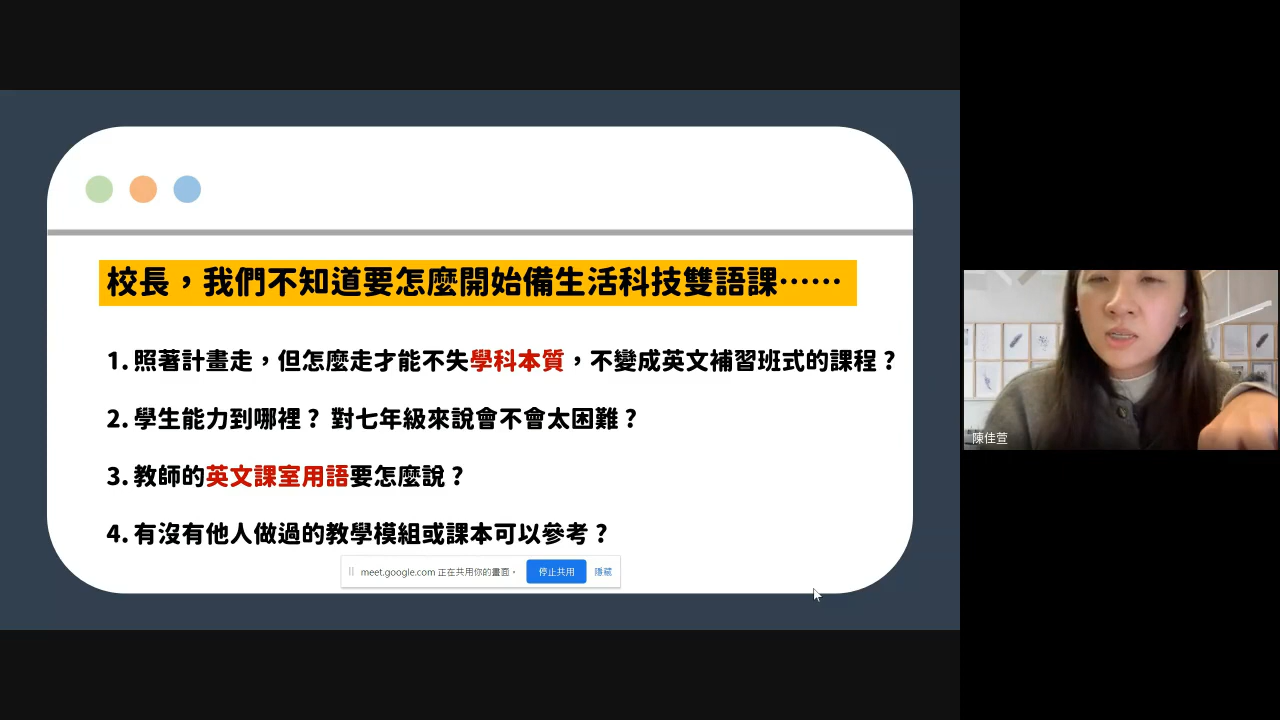 校長，我們不知道要怎麼開始備生活科技雙語課……
1. 照著計畫走，但怎麼走才能不失學科本質，不變成英文補習班式的課程？
2. 學生能力到哪裡？ 對七年級來說會不會太困難？
3. 教師的英文課室用語要怎麼說？
4. 有沒有他人做過的教學模組或課本可以參考？
meet.google.com 正在共用你的畫面。 停止共用 隱藏
陳佳萱